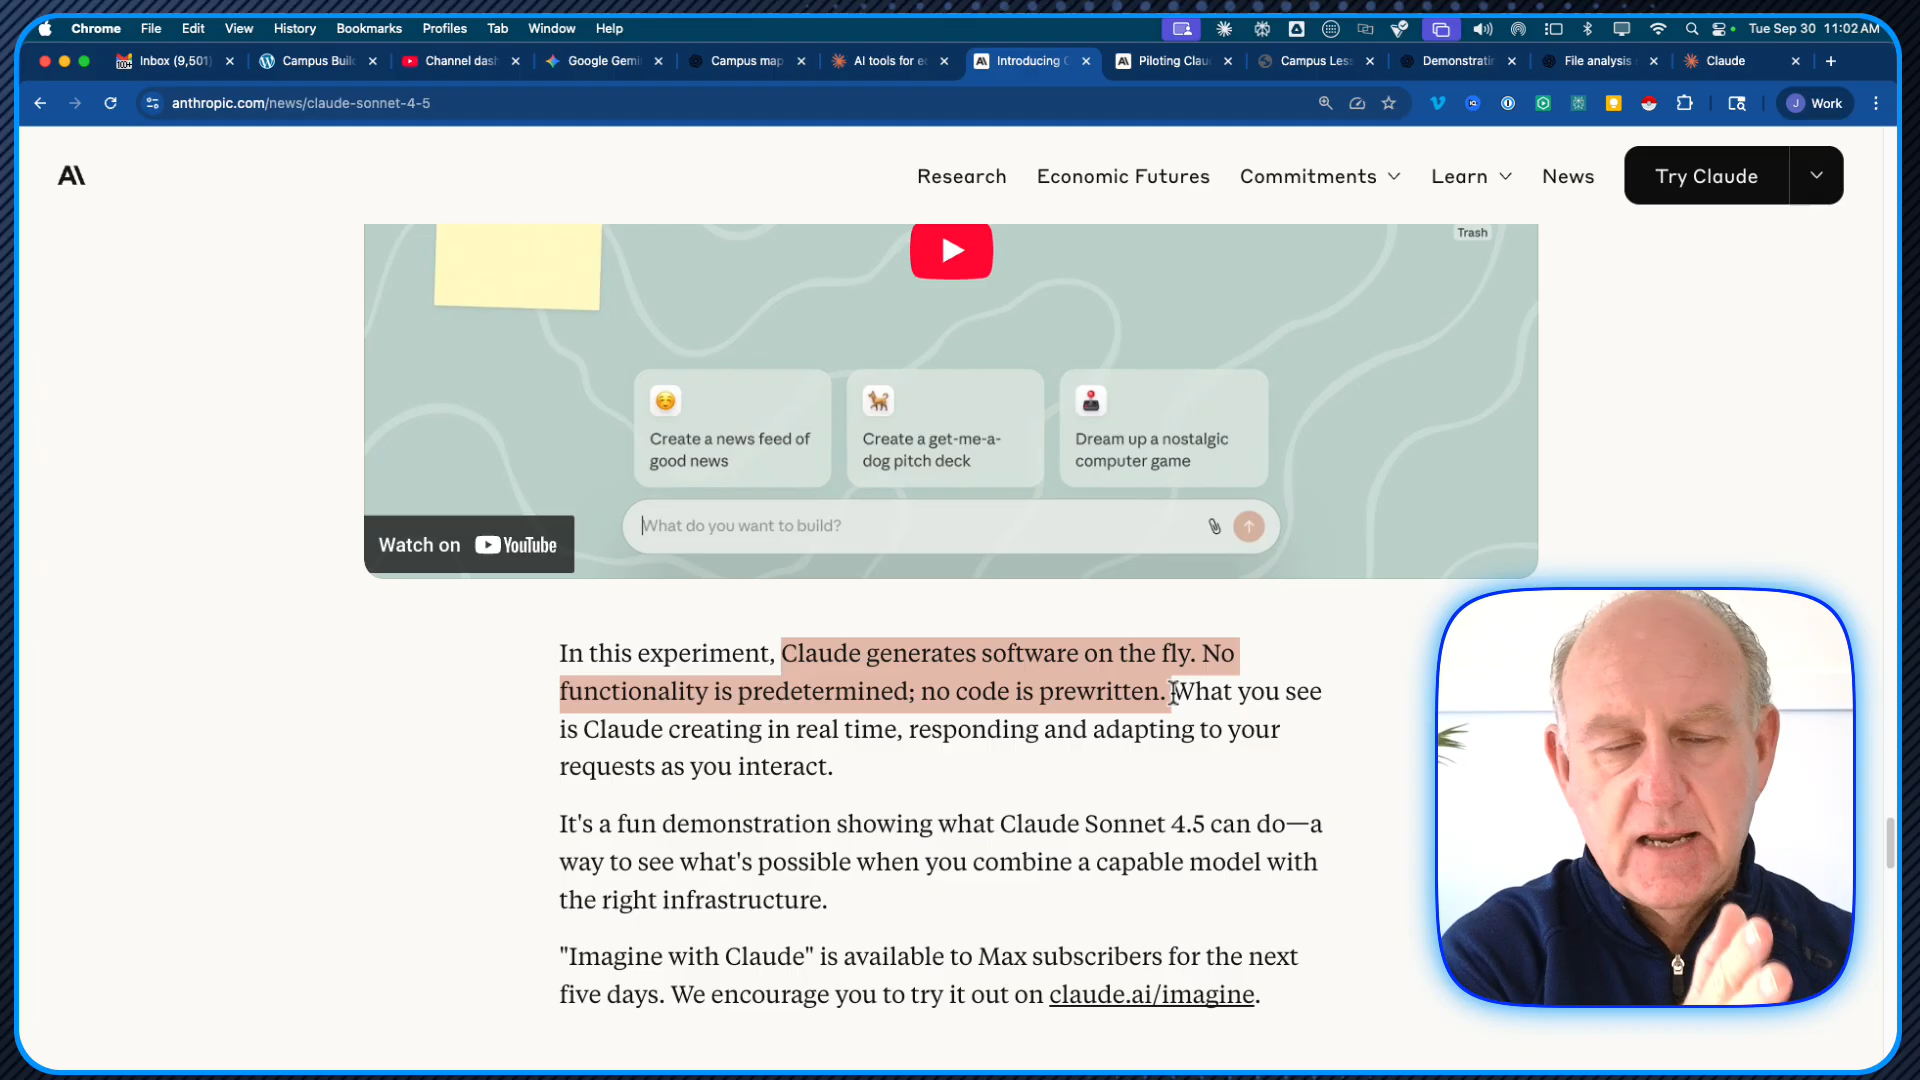 Chrome File Edit View History Bookmarks Profiles Tab Window Help Tue Sep 30 11:02 AM
Inbox (9,501) Campus Buil Channel das Google Gemi Campus map AI tools for e Introducing C Piloting Clau Campus Les Demonstratin File analysis Claude
anthropic.com/news/claude-sonnet-4-5 J Work
A\ Research Economic Futures Commitments Learn News Try Claude
Trash
Create a news feed of good news
Create a get-me-a-dog pitch deck
Dream up a nostalgic computer game
What do you want to build?
Watch on YouTube
In this experiment, Claude generates software on the fly. No
functionality is predetermined; no code is prewritten. What you see
is Claude creating in real time, responding and adapting to your
requests as you interact.
It's a fun demonstration showing what Claude Sonnet 4.5 can do—a
way to see what's possible when you combine a capable model with
the right infrastructure.
"Imagine with Claude" is available to Max subscribers for the next
five days. We encourage you to try it out on claude.ai/imagine.